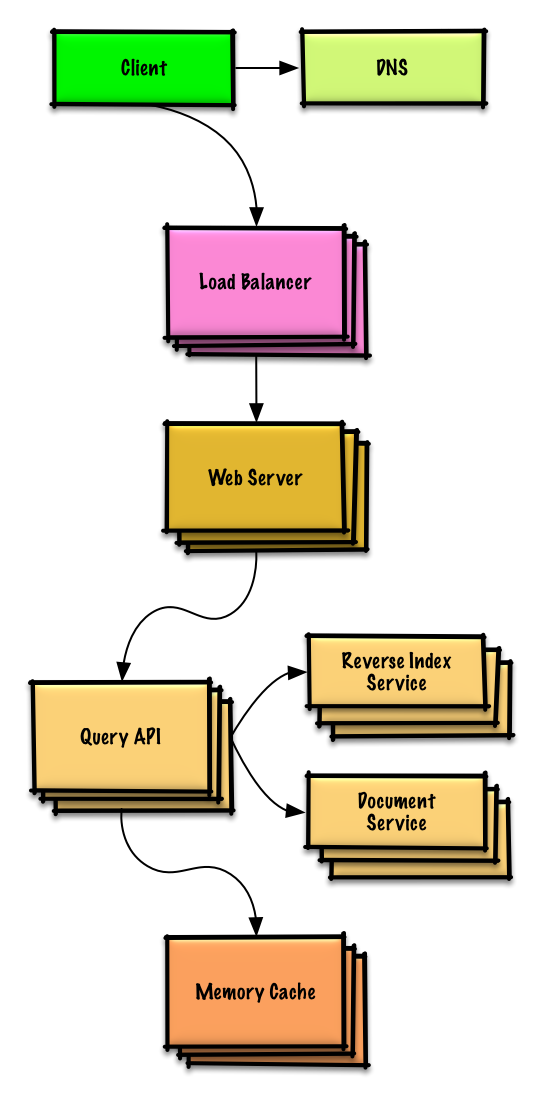 Client
DNS
Load Balancer
Web Server
Reverse Index
Service
Query API
Document
Service
Memory Cache